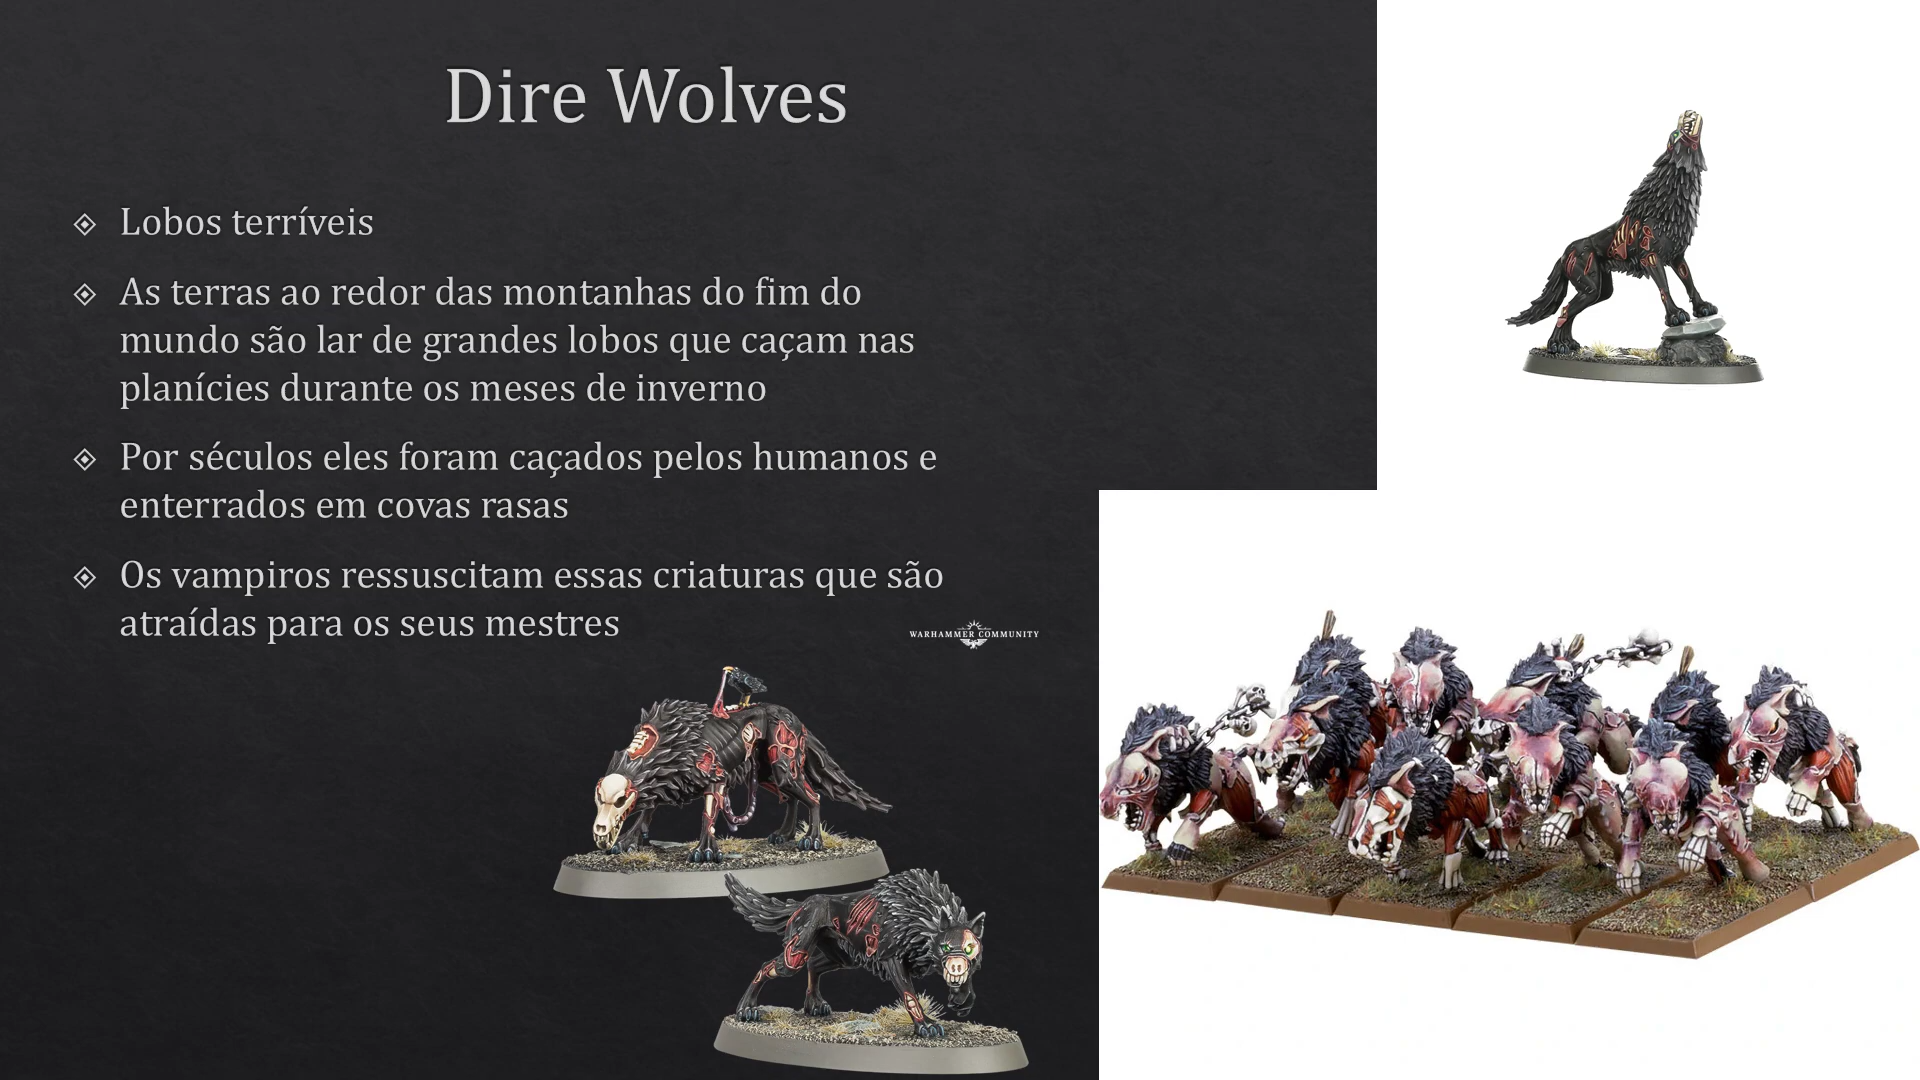 Dire Wolves
Lobos terríveis
As terras ao redor das montanhas do fim do
mundo são lar de grandes lobos que caçam nas
planícies durante os meses de inverno
Por séculos eles foram caçados pelos humanos e
enterrados em covas rasas
Os vampiros ressuscitam essas criaturas que são
atraídas para os seus mestres
WARHAMMER COMMUNITY